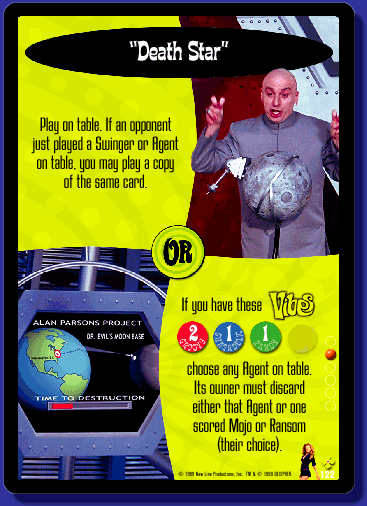 "Death Star"
Play on table. If an opponent
just played a Swinger or Agent
on table, you may play a copy
of the same card.
OR
If you have these Vibes
2 1 1
ALAN PARSONS PROJECT
DR. EVIL'S MOON BASE
TIME TO DESTRUCTION
choose any Agent on table.
Its owner must discard
either that Agent or one
scored Mojo or Ransom
(their choice).
© 1999 New Line Productions, Inc. TM & © 1999 DECIPHER.